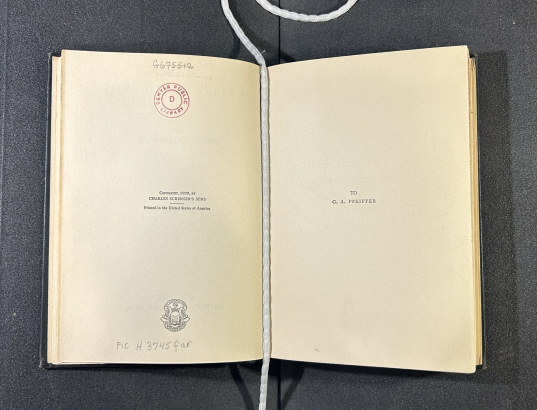 G67552
DENVER PUBLIC LIBRARY
D
COPYRIGHT, 1929, BY
CHARLES SCRIBNER'S SONS
Printed in the United States of America
Fic H3745far
TO
G. A. PFEIFFER